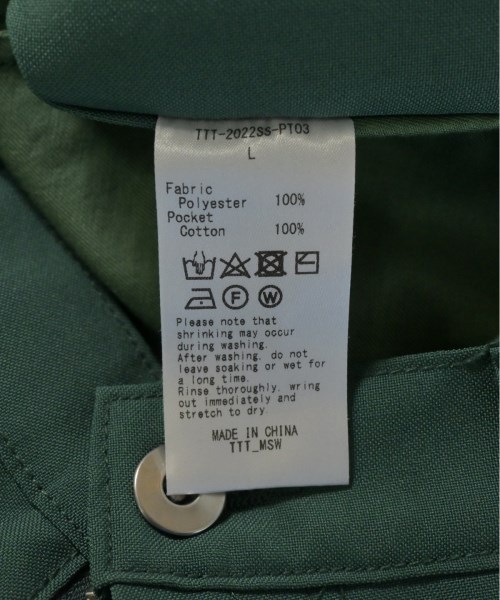 TTT-2022SS-PT03
L
Fabric
Polyester 100%
Pocket
Cotton 100%
F W
Please note that
shrinking may occur
during washing.
After washing, do not
leave soaking or wet for
a long time.
Rinse thoroughly, wring
out immediately and
stretch to dry.
MADE IN CHINA
TTT_MSW